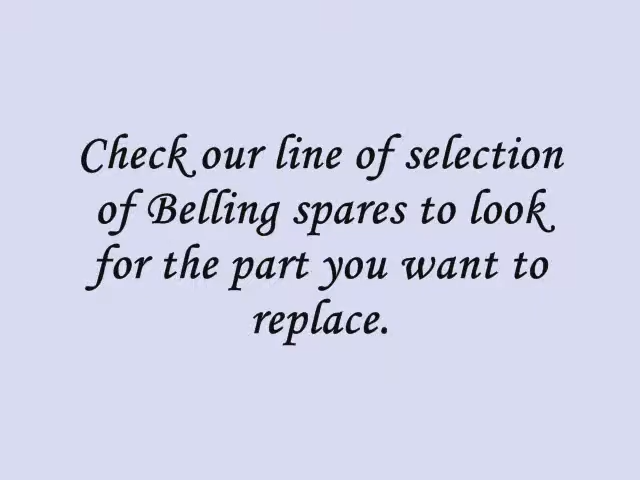 Check our line of selection
of Belling spares to look
for the part you want to
replace.